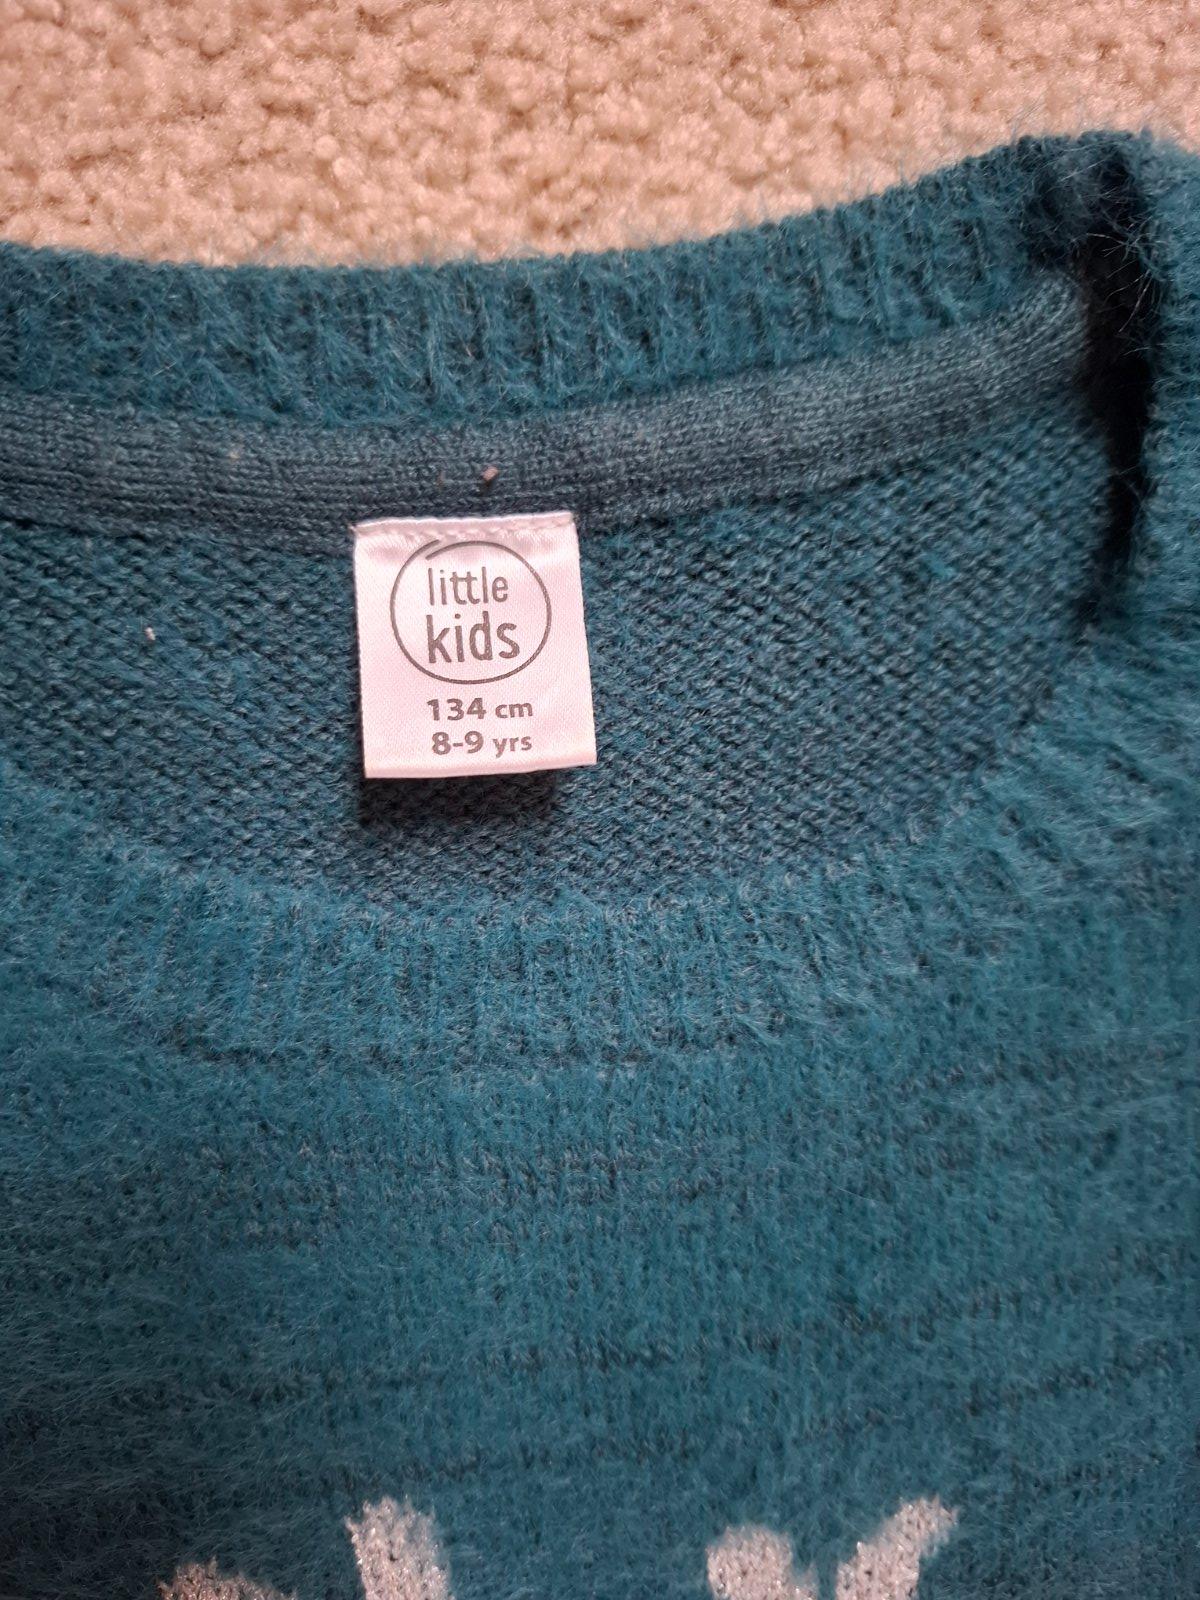 little
kids
134 cm
8-9 yrs